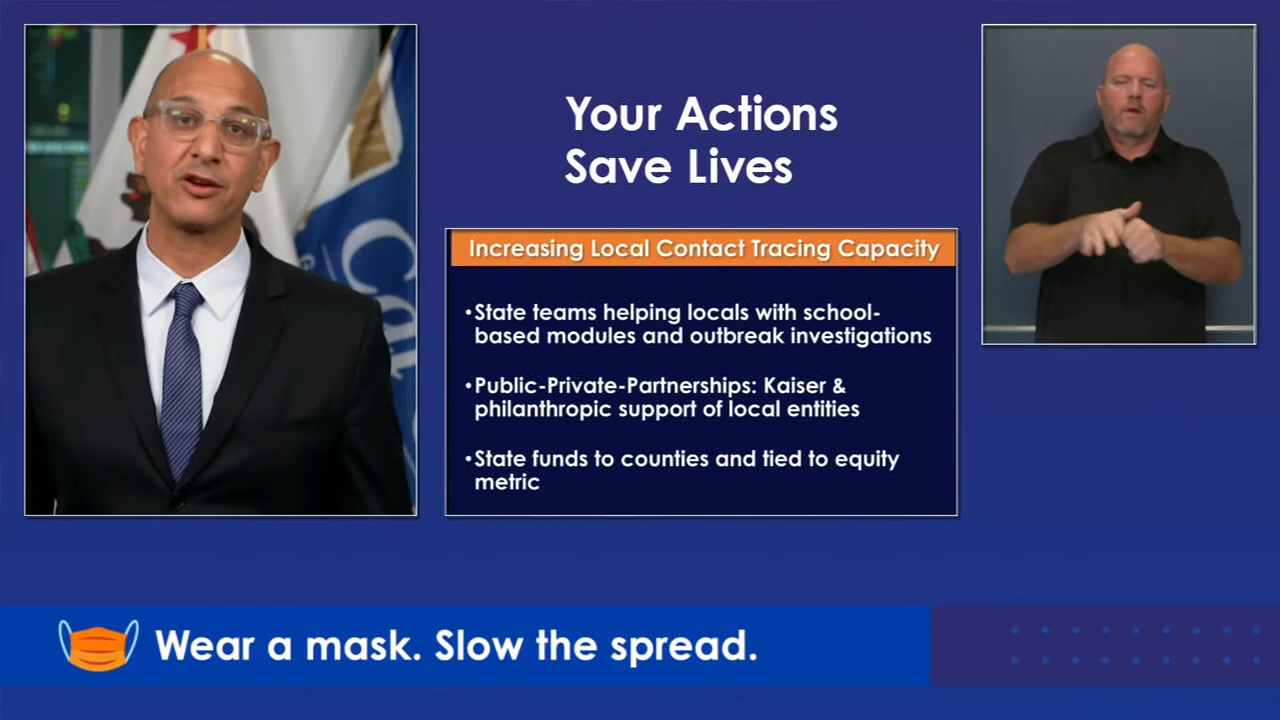 Your Actions
Save Lives
Increasing Local Contact Tracing Capacity
•State teams helping locals with school-
based modules and outbreak investigations
•Public-Private-Partnerships: Kaiser &
philanthropic support of local entities
•State funds to counties and tied to equity
metric
Wear a mask. Slow the spread.